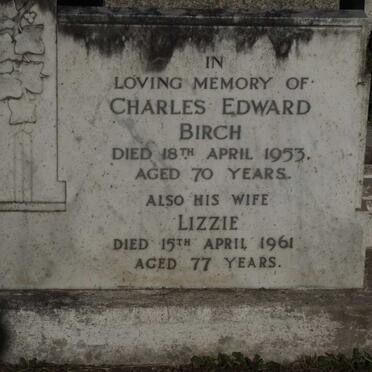 IN
LOVING MEMORY OF
CHARLES EDWARD
BIRCH
DIED 18TH APRIL 1953.
AGED 70 YEARS.
ALSO HIS WIFE
LIZZIE
DIED 15TH APRIL 1961
AGED 77 YEARS.